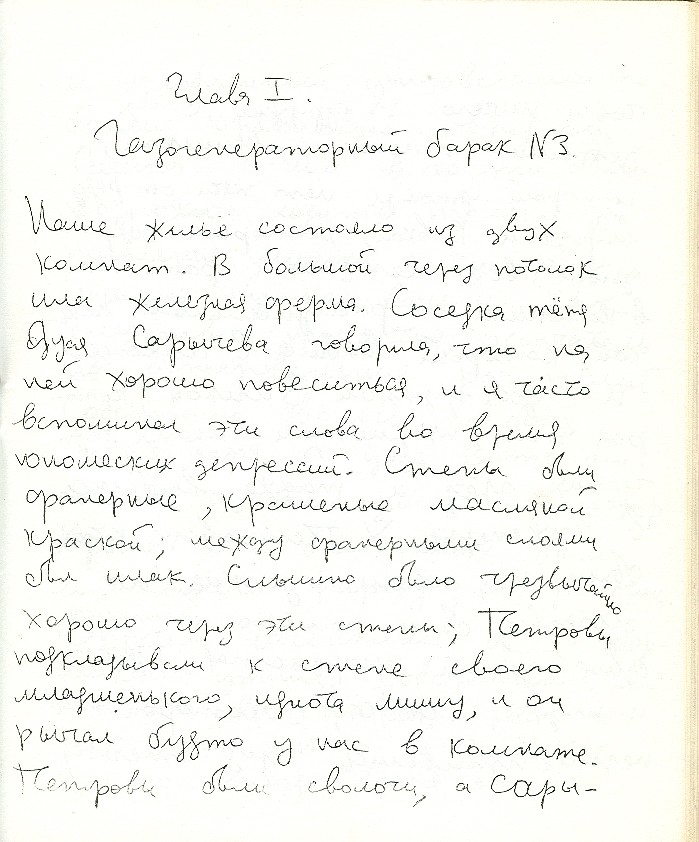 Глава I.
Газогенераторный барак N3.
Наше жильё состояло из двух
комнат. В большой через потолок
шла железная ферма. Соседка тётя
Дуся Сарычева говорила, что на
ней хорошо повеситься, и я часто
вспоминал эти слова во время
юношеских депрессий. Стены были
фанерные, крашеные масляной
краской; между фанерными слоями
был шлак. Слышно было чрезвычайно
хорошо через эти стены; Петровы
подкладывали к стене своего
младшенького, идиота Мишу, и он
рычал будто у нас в комнате.
Петровы были сволочи, а Сары-